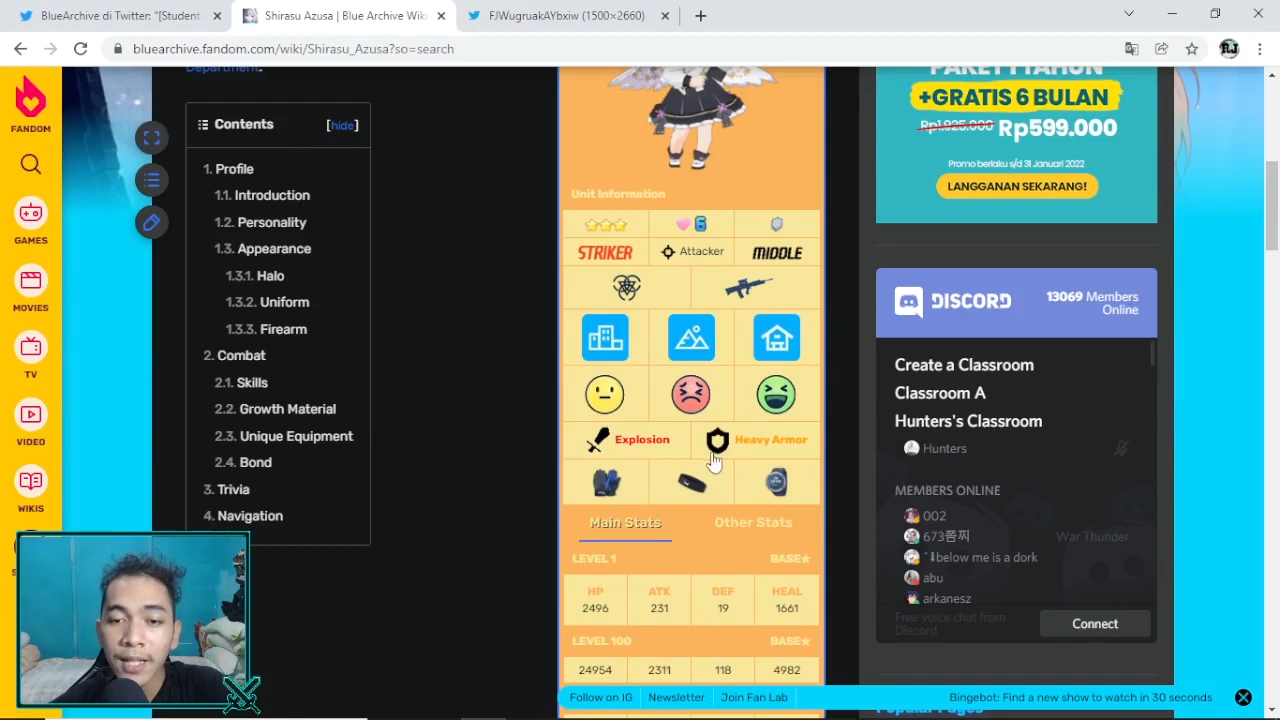 BlueArchive di Twitter: "[Student
Shirasu Azusa | Blue Archive Wiki
FJWugruakAYbxiw (1500×2660)
bluearchive.fandom.com/wiki/Shirasu_Azusa?so=search
RJ
FANDOM
GAMES
MOVIES
TV
VIDEO
WIKIS
Department.
Contents [hide]
1. Profile
1.1. Introduction
1.2. Personality
1.3. Appearance
1.3.1. Halo
1.3.2. Uniform
1.3.3. Firearm
2. Combat
2.1. Skills
2.2. Growth Material
2.3. Unique Equipment
2.4. Bond
3. Trivia
4. Navigation
Unit Information
6
STRIKER Attacker MIDDLE
Explosion Heavy Armor
Main Stats Other Stats
LEVEL 1 BASE★
HP ATK DEF HEAL
2496 231 19 1661
LEVEL 100 BASE★
24954 2311 118 4982
PAKET 1 TAHUN
+GRATIS 6 BULAN
Rp1.925.000 Rp599.000
Promo berlaku s/d 31 Januari 2022
LANGGANAN SEKARANG!
DISCORD 13069 Members
Online
Create a Classroom
Classroom A
Hunters's Classroom
Hunters
MEMBERS ONLINE
002
673쫌찌 War Thunder
below me is a dork
abu
arkanesz
Free voice chat from
Discord
Connect
Follow on IG Newsletter Join Fan Lab Bingebot: Find a new show to watch in 30 seconds
Popular Pages